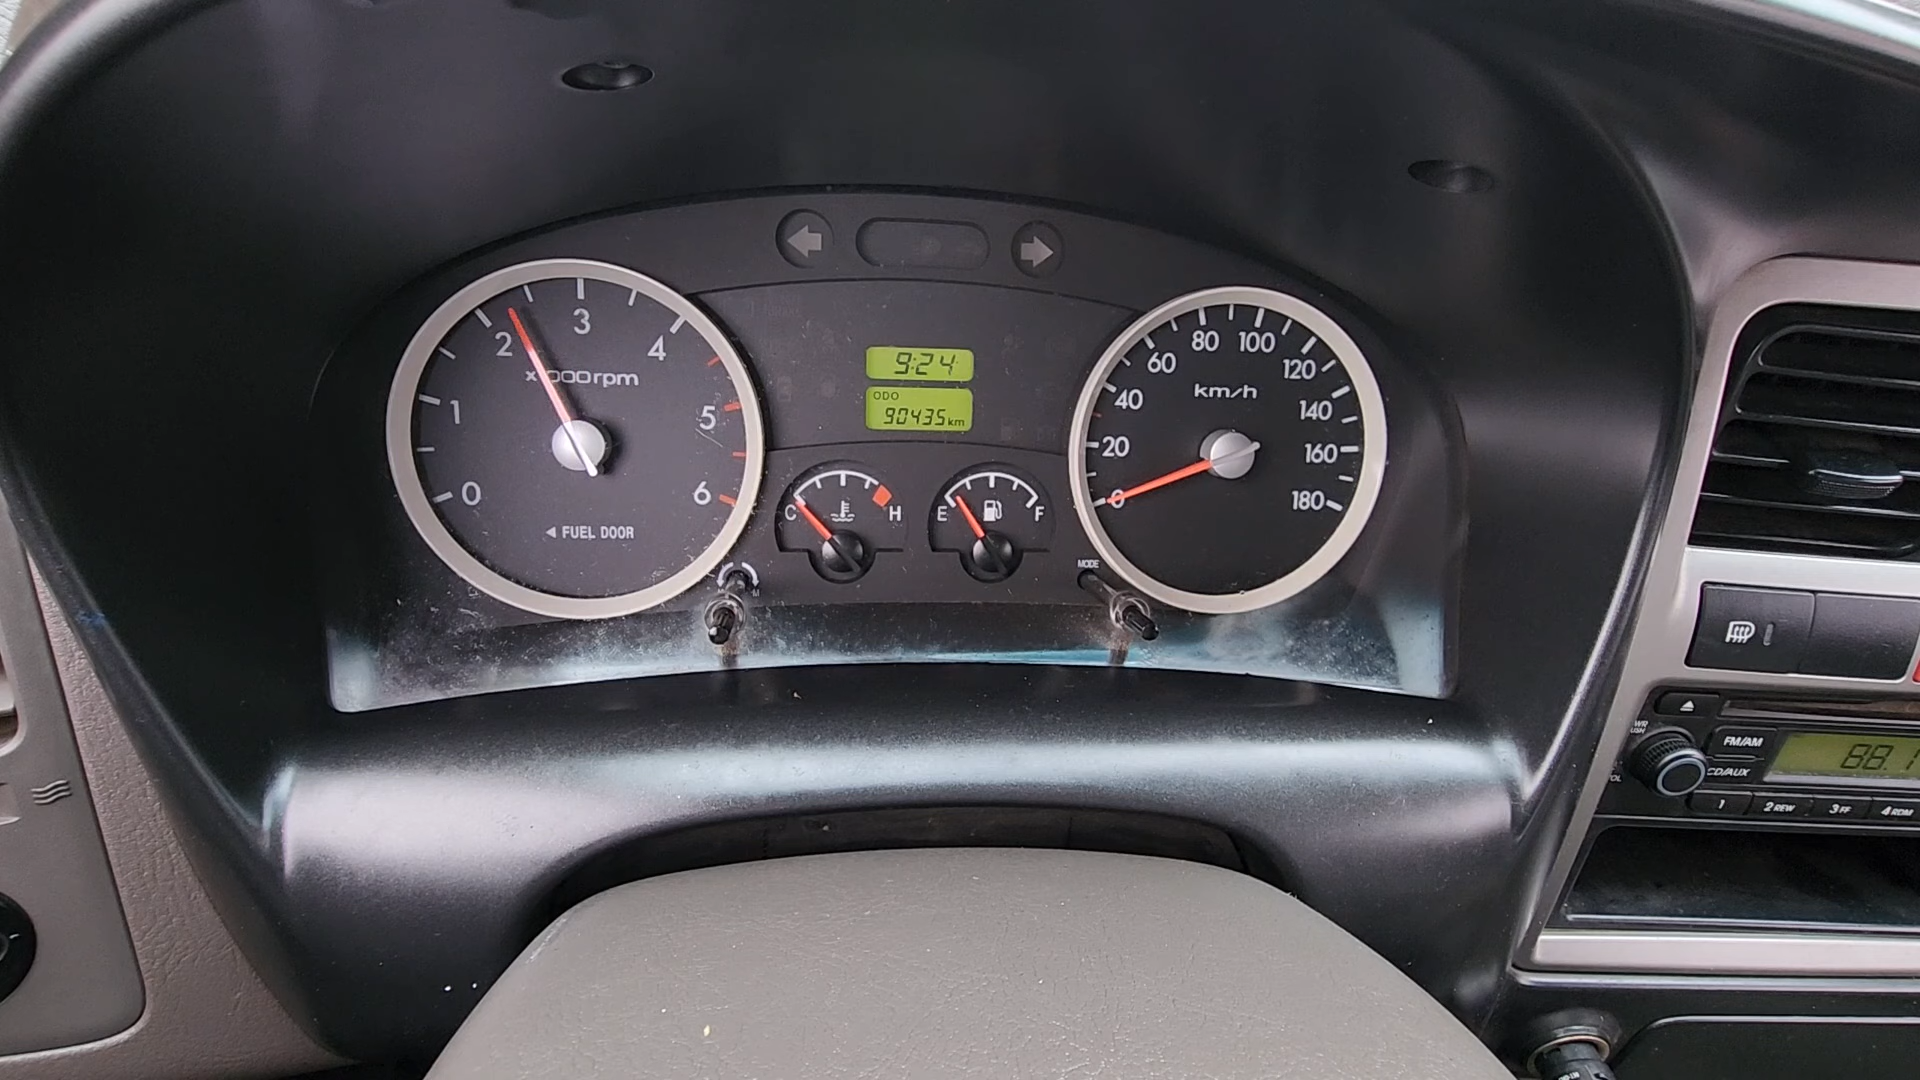 3
2
4
x1000rpm
1
5
0
6
◄ FUEL DOOR
9:24
ODO
90435km
C
H
E
F
M
MODE
80
100
60
120
km/h
40
140
20
160
0
180
FM/AM
CD/AUX
88.1
1
2 REW
3 FF
4 RDM